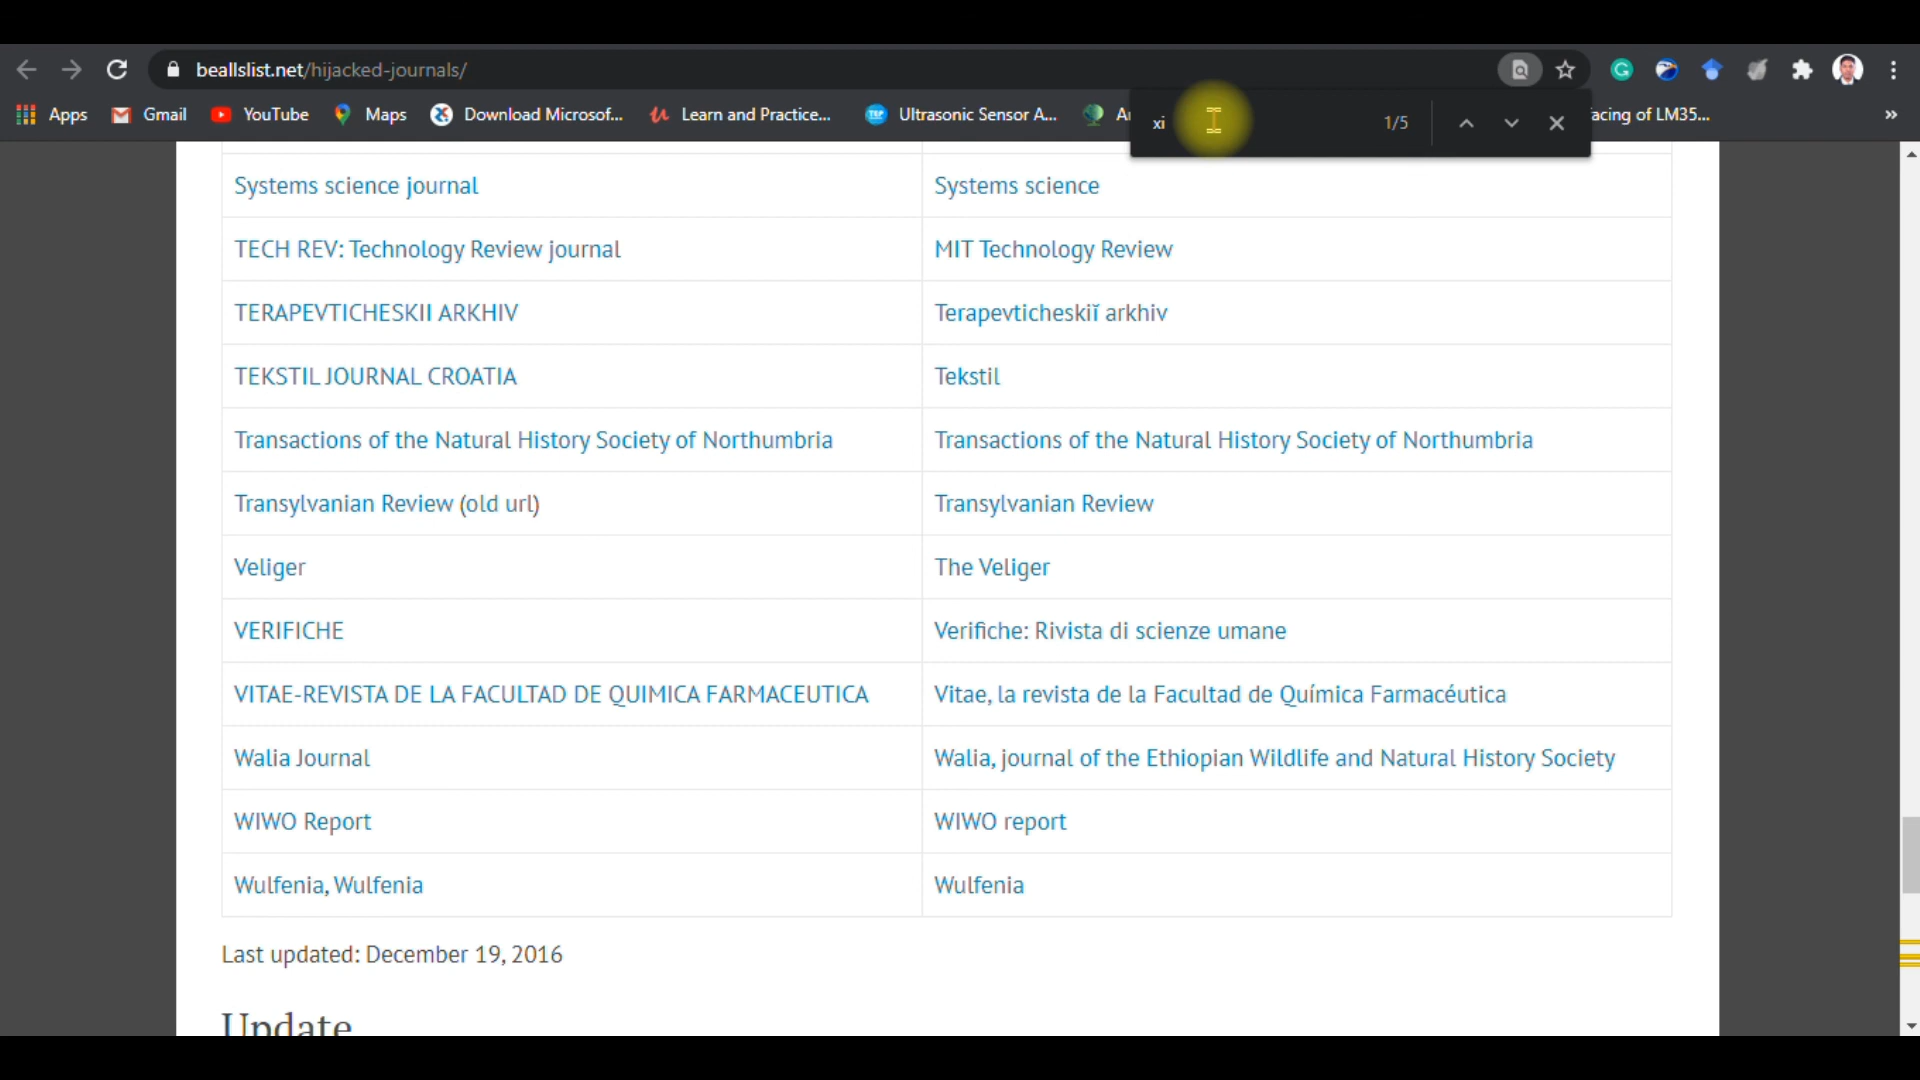 beallslist.net/hijacked-journals/
Apps Gmail YouTube Maps Download Microsof... Learn and Practice... Ultrasonic Sensor A... acing of LM35... »
xi 1/5
Systems science journal Systems science
TECH REV: Technology Review journal MIT Technology Review
TERAPEVTICHESKII ARKHIV Terapevticheskiĭ arkhiv
TEKSTIL JOURNAL CROATIA Tekstil
Transactions of the Natural History Society of Northumbria Transactions of the Natural History Society of Northumbria
Transylvanian Review (old url) Transylvanian Review
Veliger The Veliger
VERIFICHE Verifiche: Rivista di scienze umane
VITAE-REVISTA DE LA FACULTAD DE QUIMICA FARMACEUTICA Vitae, la revista de la Facultad de Química Farmacéutica
Walia Journal Walia, journal of the Ethiopian Wildlife and Natural History Society
WIWO Report WIWO report
Wulfenia, Wulfenia Wulfenia
Last updated: December 19, 2016
Update